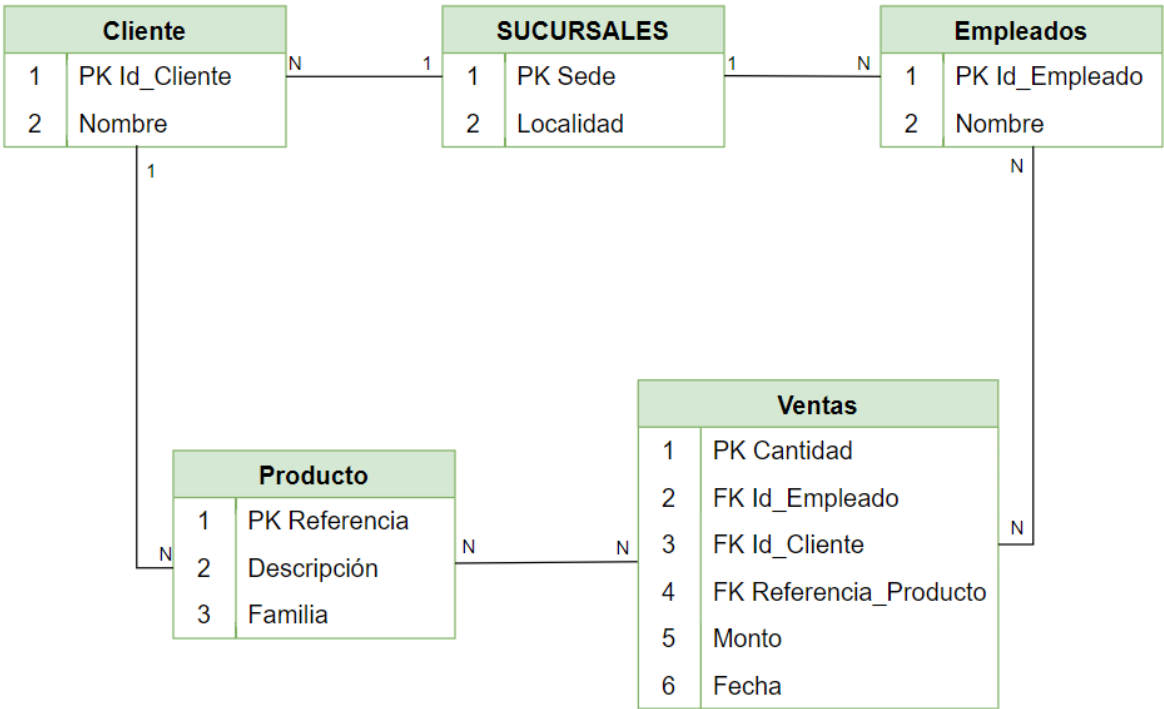 Cliente
1 PK Id_Cliente
2 Nombre
N 1
SUCURSALES
1 PK Sede
2 Localidad
1 N
Empleados
1 PK Id_Empleado
2 Nombre
1
N
Producto
1 PK Referencia
2 Descripción
3 Familia
N
N N
Ventas
1 PK Cantidad
2 FK Id_Empleado
3 FK Id_Cliente
4 FK Referencia_Producto
5 Monto
6 Fecha
N